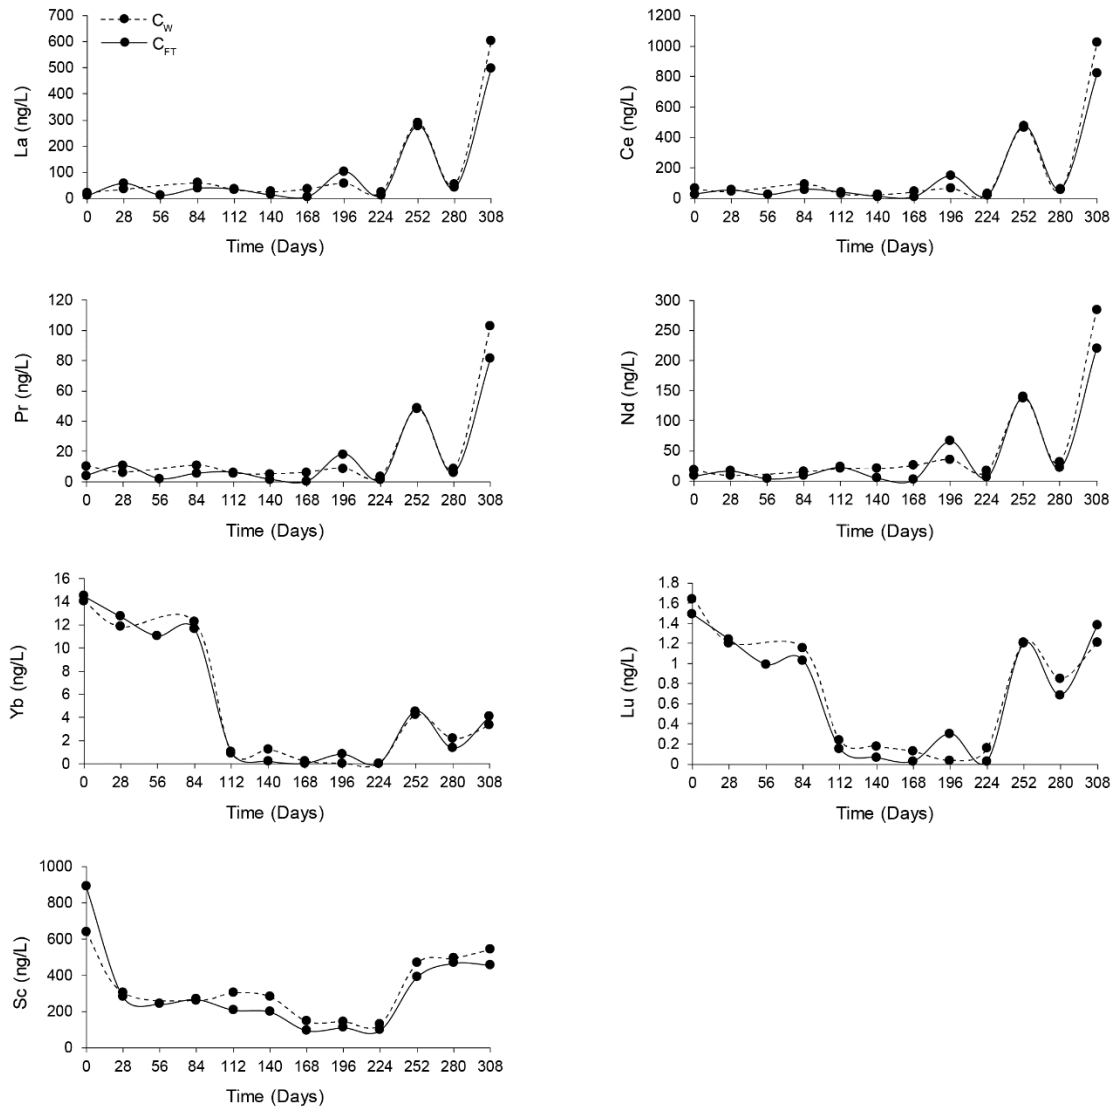 C_W
C_FT
La (ng/L)
700
600
500
400
300
200
100
0
0 28 56 84 112 140 168 196 224 252 280 308
Time (Days)
Ce (ng/L)
1200
1000
800
600
400
200
0
0 28 56 84 112 140 168 196 224 252 280 308
Time (Days)
Pr (ng/L)
120
100
80
60
40
20
0
0 28 56 84 112 140 168 196 224 252 280 308
Time (Days)
Nd (ng/L)
300
250
200
150
100
50
0
0 28 56 84 112 140 168 196 224 252 280 308
Time (Days)
Yb (ng/L)
16
14
12
10
8
6
4
2
0
0 28 56 84 112 140 168 196 224 252 280 308
Time (Days)
Lu (ng/L)
1.8
1.6
1.4
1.2
1
0.8
0.6
0.4
0.2
0
0 28 56 84 112 140 168 196 224 252 280 308
Time (Days)
Sc (ng/L)
1000
800
600
400
200
0
0 28 56 84 112 140 168 196 224 252 280 308
Time (Days)